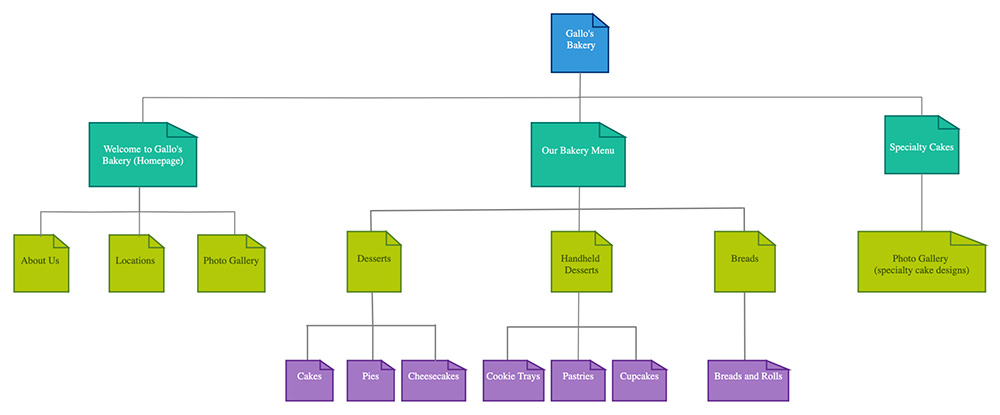 Gallo's
Bakery
Welcome to Gallo's
Bakery (Homepage)
Our Bakery Menu
Specialty Cakes
About Us
Locations
Photo Gallery
Desserts
Handheld
Desserts
Breads
Photo Gallery
(specialty cake designs)
Cakes
Pies
Cheesecakes
Cookie Trays
Pastries
Cupcakes
Breads and Rolls